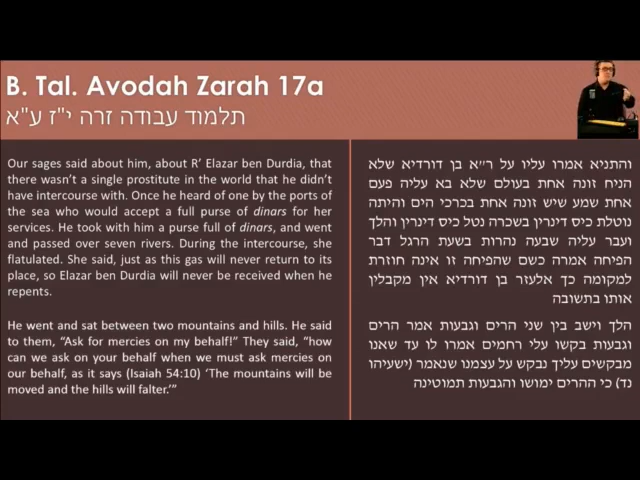 B. Tal. Avodah Zarah 17a
תלמוד עבודה זרה י"ז ע"א
Our sages said about him, about R’ Elazar ben Durdia, that
there wasn’t a single prostitute in the world that he didn’t
have intercourse with. Once he heard of one by the ports of
the sea who would accept a full purse of dinars for her
services. He took with him a purse full of dinars, and went
and passed over seven rivers. During the intercourse, she
flatulated. She said, just as this gas will never return to its
place, so Elazar ben Durdia will never be received when he
repents.
He went and sat between two mountains and hills. He said
to them, “Ask for mercies on my behalf!” They said, “how
can we ask on your behalf when we must ask mercies on
our behalf, as it says (Isaiah 54:10) ‘The mountains will be
moved and the hills will falter.’”
והתניא אמרו עליו על ר"א בן דורדיא שלא
הניח זונה אחת בעולם שלא בא עליה פעם
אחת שמע שיש זונה אחת בכרכי הים והיתה
נוטלת כיס דינרין בשכרה נטל כיס דינרין והלך
ועבר עליה שבעה נהרות בשעת הרגל דבר
הפיחה אמרה כשם שהפיחה זו אינה חוזרת
למקומה כך אלעזר בן דורדיא אין מקבלין
אותו בתשובה
הלך וישב בין שני הרים וגבעות אמר הרים
וגבעות בקשו עלי רחמים אמרו לו עד שאנו
מבקשים עליך נבקש על עצמנו שנאמר (ישעיהו
נד) כי ההרים ימושו והגבעות תמוטינה